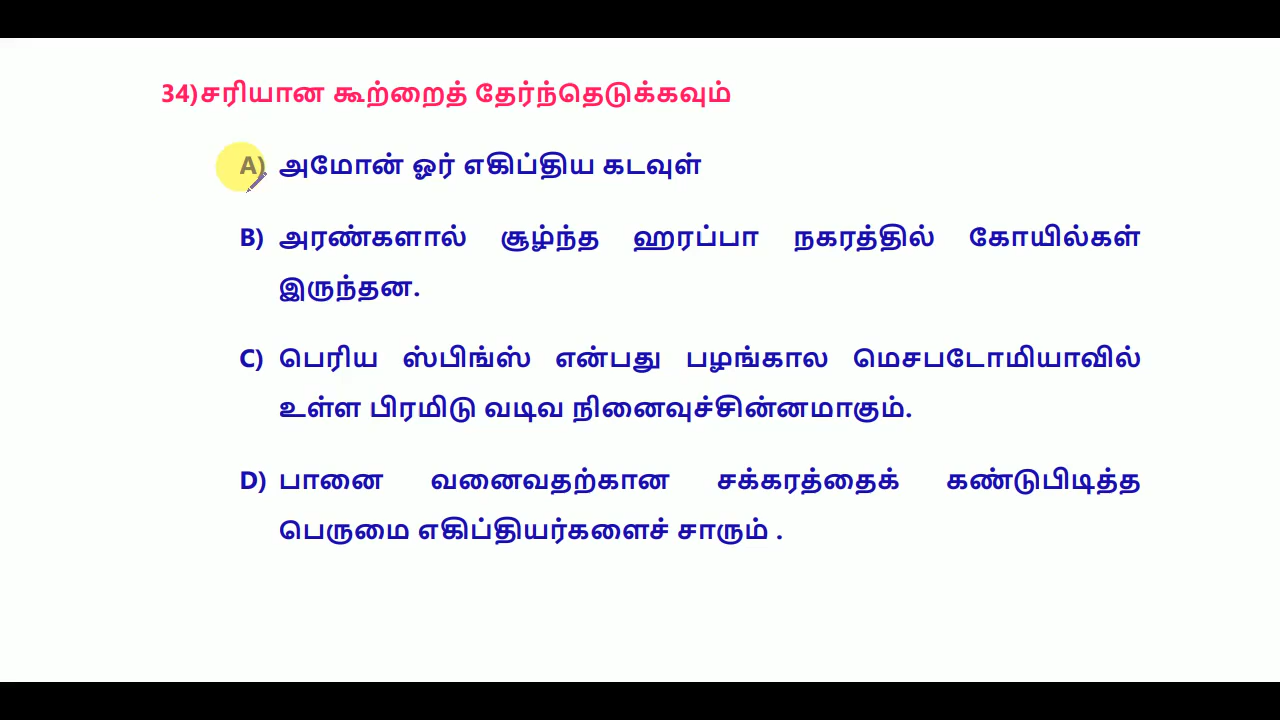 34)சரியான கூற்றைத் தேர்ந்தெடுக்கவும்
A) அமோன் ஓர் எகிப்திய கடவுள்
B) அரண்களால் சூழ்ந்த ஹரப்பா நகரத்தில் கோயில்கள்
இருந்தன.
C) பெரிய ஸ்பிங்ஸ் என்பது பழங்கால மெசபடோமியாவில்
உள்ள பிரமிடு வடிவ நினைவுச்சின்னமாகும்.
D) பானை வனைவதற்கான சக்கரத்தைக் கண்டுபிடித்த
பெருமை எகிப்தியர்களைச் சாரும் .